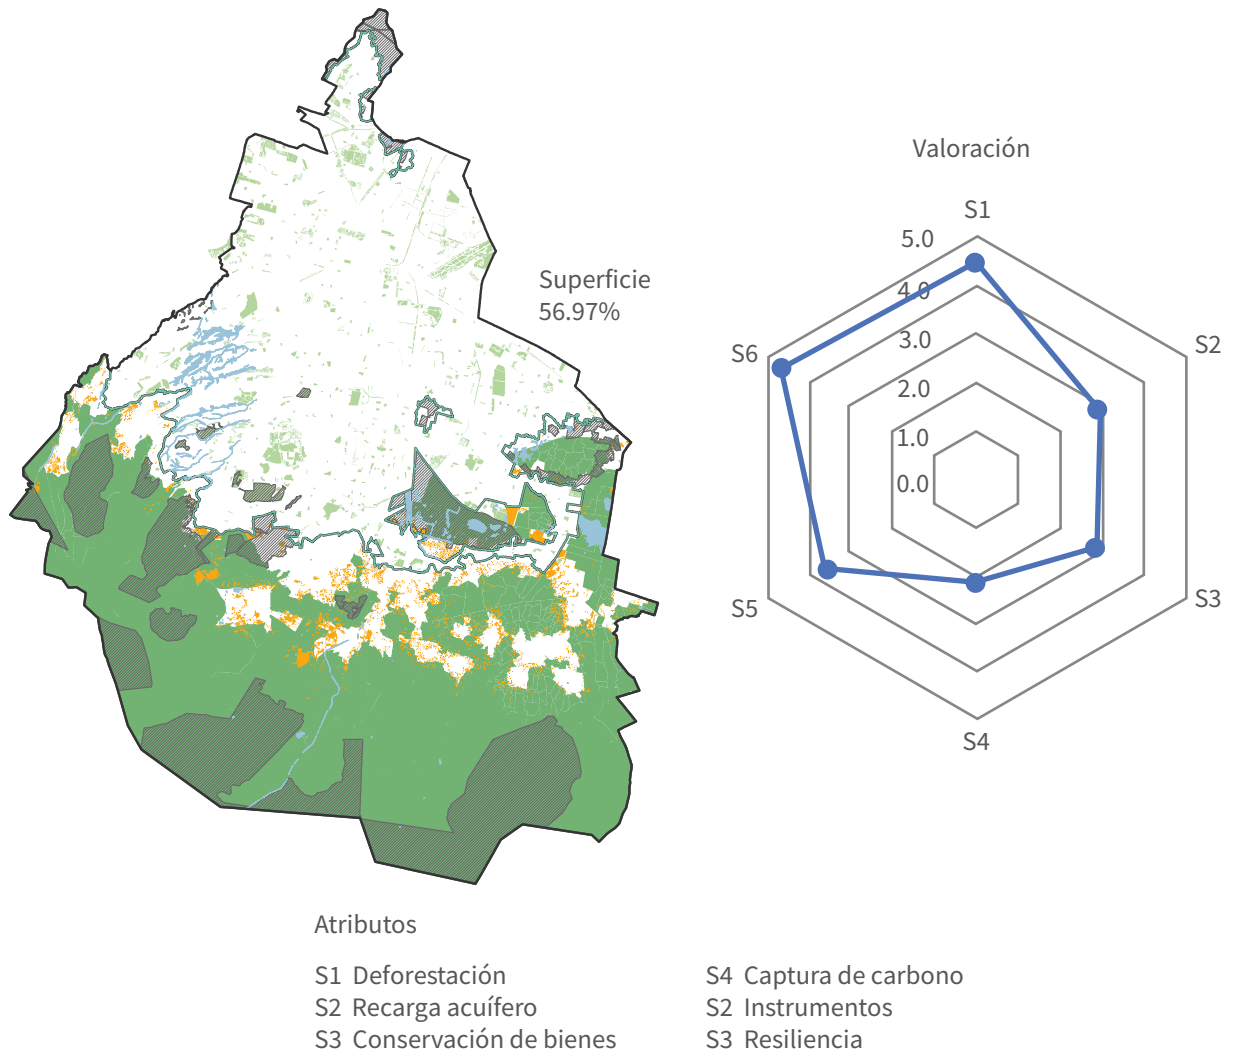 Valoración
S1
5.0
Superficie
56.97%
4.0
3.0
S2
S6
2.0
1.0
0.0
S5
S3
S4
Atributos
S1 Deforestación
S2 Recarga acuífero
S3 Conservación de bienes
S4 Captura de carbono
S2 Instrumentos
S3 Resiliencia